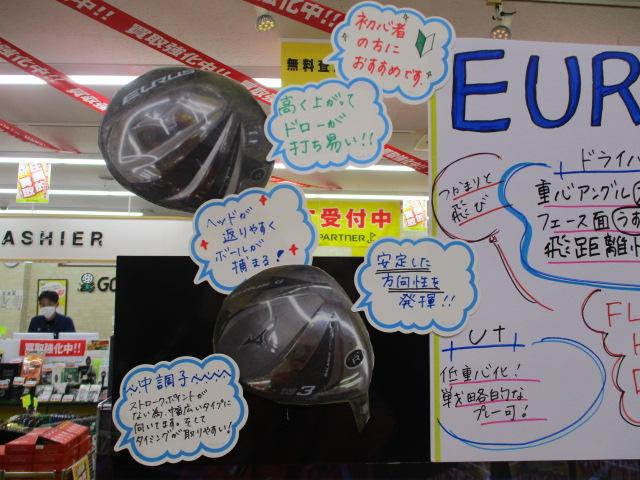 買取強化中!!
初心者
の方に
おすすめです。
無料査
EURUS
高く上がって
ドローが
打ち易い!!
ヘッドが
返りやすく
ボールが
捕まる!
受付中
PARTNER
安定した
方向性を
発揮!!
3
~中調子~
ストロークポイントが
ない為、幅広いタイプに
向いてます。そして
タイミングが取りやすい!
ASHIER
GO
買取強化中!!
EUR
ドライバ
つかまりと
飛び
重心アングル
フェース面うす
飛距離性
UT
低重心化!
戦略的な
プレー可!
FL